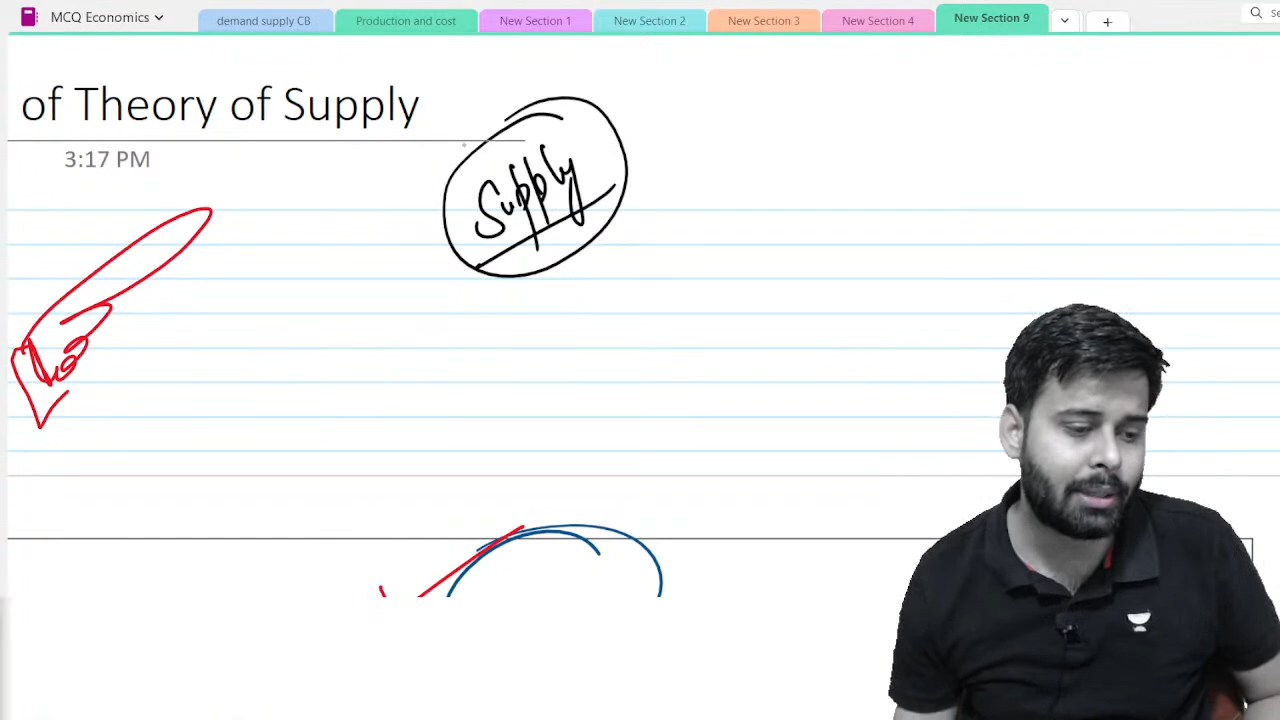 MCQ Economics
demand supply CB
Production and cost
New Section 1
New Section 2
New Section 3
New Section 4
New Section 9
of Theory of Supply
3:17 PM
Supply